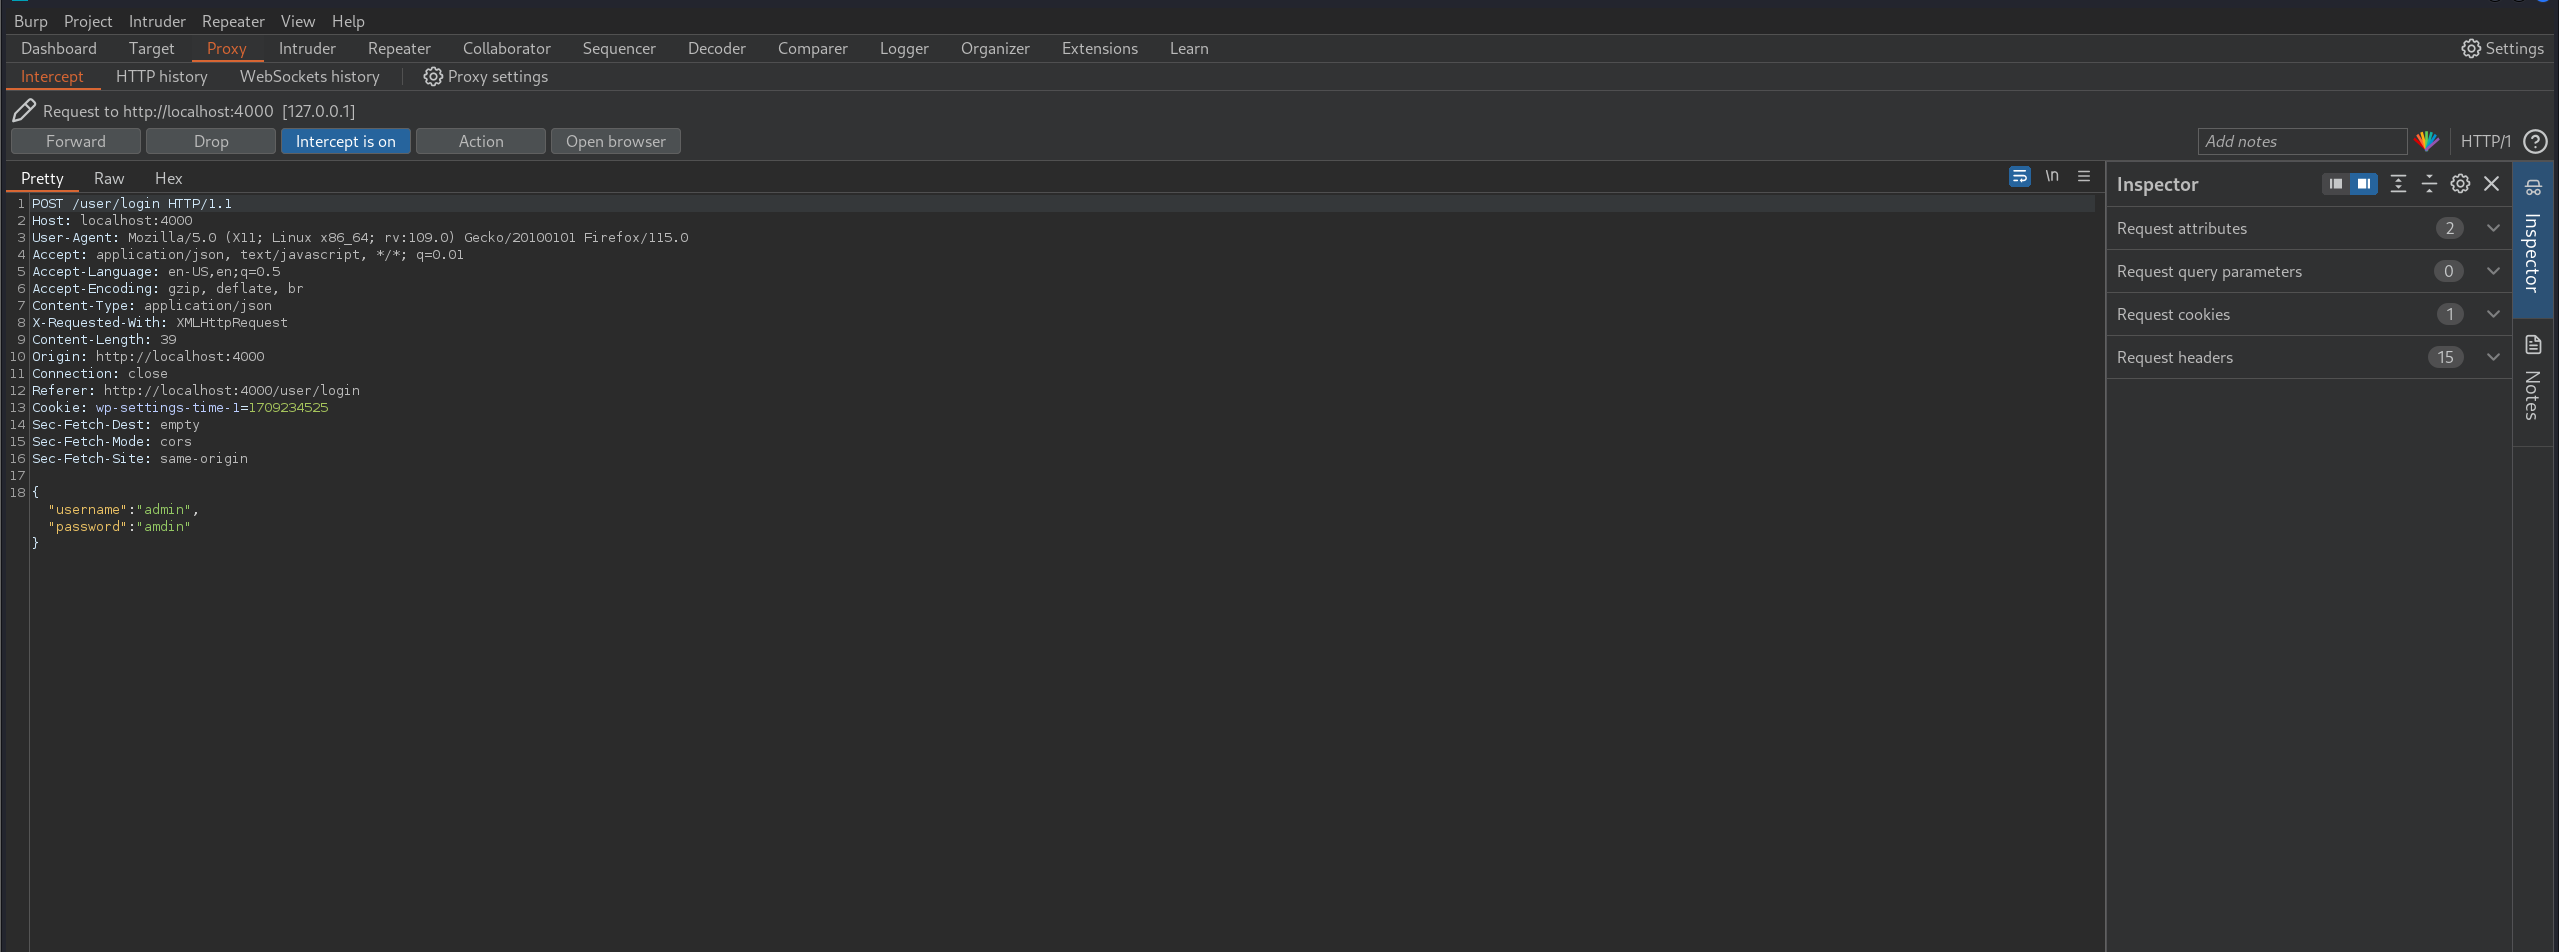 Burp Project Intruder Repeater View Help
Dashboard Target Proxy Intruder Repeater Collaborator Sequencer Decoder Comparer Logger Organizer Extensions Learn Settings
Intercept HTTP history WebSockets history Proxy settings
Request to http://localhost:4000 [127.0.0.1]
Forward Drop Intercept is on Action Open browser Add notes HTTP/1 ?
Pretty Raw Hex \n
Inspector
1 POST /user/login HTTP/1.1
2 Host: localhost:4000
3 User-Agent: Mozilla/5.0 (X11; Linux x86_64; rv:109.0) Gecko/20100101 Firefox/115.0
4 Accept: application/json, text/javascript, */*; q=0.01
5 Accept-Language: en-US,en;q=0.5
6 Accept-Encoding: gzip, deflate, br
7 Content-Type: application/json
8 X-Requested-With: XMLHttpRequest
9 Content-Length: 39
10 Origin: http://localhost:4000
11 Connection: close
12 Referer: http://localhost:4000/user/login
13 Cookie: wp-settings-time-1=1709234525
14 Sec-Fetch-Dest: empty
15 Sec-Fetch-Mode: cors
16 Sec-Fetch-Site: same-origin
17
18 {
"username":"admin",
"password":"amdin"
}
Request attributes 2
Request query parameters 0
Request cookies 1
Request headers 15
Inspector
Notes